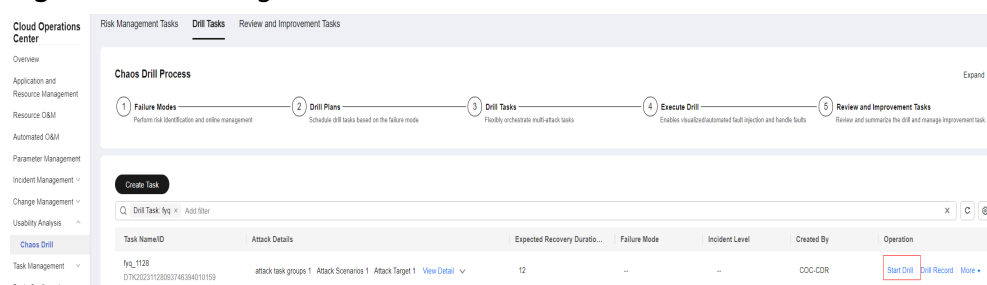 Cloud Operations
Center
Overview
Application and
Resource Management
Resource O&M
Automated O&M
Parameter Management
Incident Management
Change Management
Usability Analysis
Chaos Drill
Task Management
Risk Management Tasks Drill Tasks Review and Improvement Tasks
Chaos Drill Process Expand
1 Failure Modes 2 Drill Plans 3 Drill Tasks 4 Execute Drill 5 Review and Improvement Tasks
Perform risk identification and online management Schedule drill tasks based on the failure mode Flexibly orchestrate multi-attack tasks Enables visualized/automated fault injection and handle faults Review and summarize the drill and manage improvement task.
Create Task
Drill Task: fyq × Add filter X C
Task Name/ID Attack Details Expected Recovery Duratio... Failure Mode Incident Level Created By Operation
fyq_1128
DTK20231128093746394010159
attack task groups 1 Attack Scenarios 1 Attack Target 1 View Detail 12 -- -- COC-CDR Start Drill Drill Record More